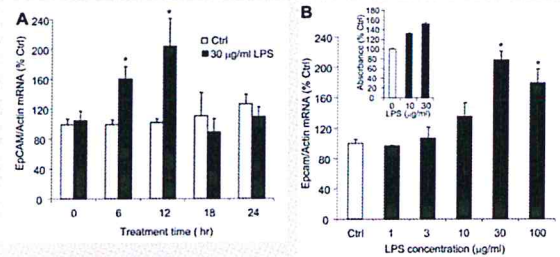 A
EpCAM/Actin mRNA (% Ctrl)
240
200
160
120
80
40
0
Ctrl
30 µg/ml LPS
*
*
*
0 6 12 18 24
Treatment time ( hr)
B
Absorbance (% Ctrl)
180
160
140
120
100
80
60
40
20
0
0 10 30
LPS (µg/ml)
Epcam/Actin mRNA (% Ctrl)
240
200
160
120
80
40
0
*
*
Ctrl 1 3 10 30 100
LPS concentration (µg/ml)